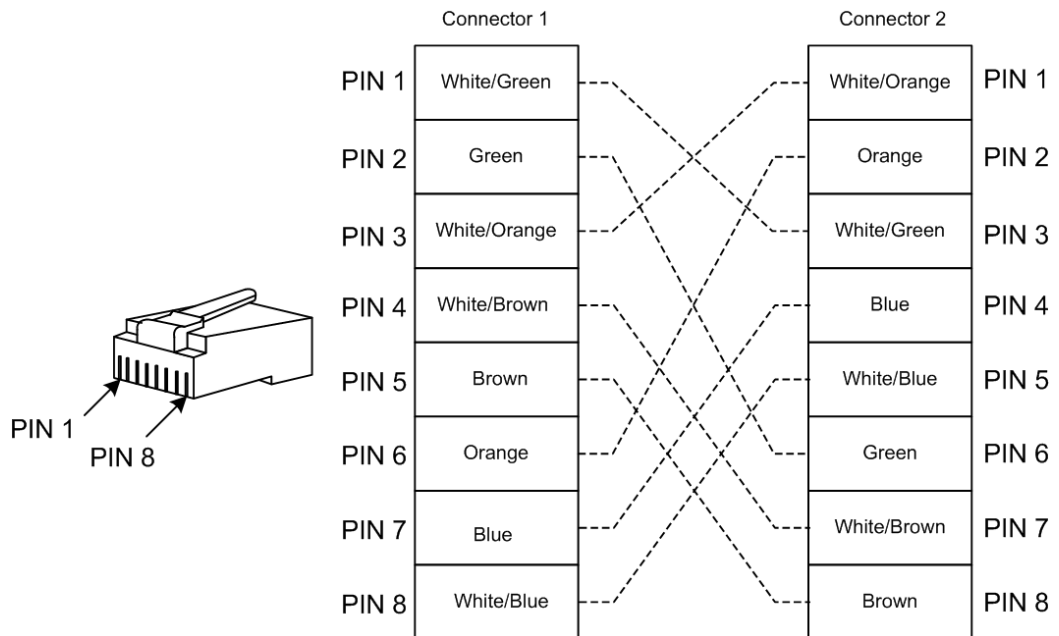 Connector 1
Connector 2
PIN 1 White/Green White/Orange PIN 1
PIN 2 Green Orange PIN 2
PIN 3 White/Orange White/Green PIN 3
PIN 4 White/Brown Blue PIN 4
PIN 5 Brown White/Blue PIN 5
PIN 6 Orange Green PIN 6
PIN 7 Blue White/Brown PIN 7
PIN 8 White/Blue Brown PIN 8
PIN 1
PIN 8